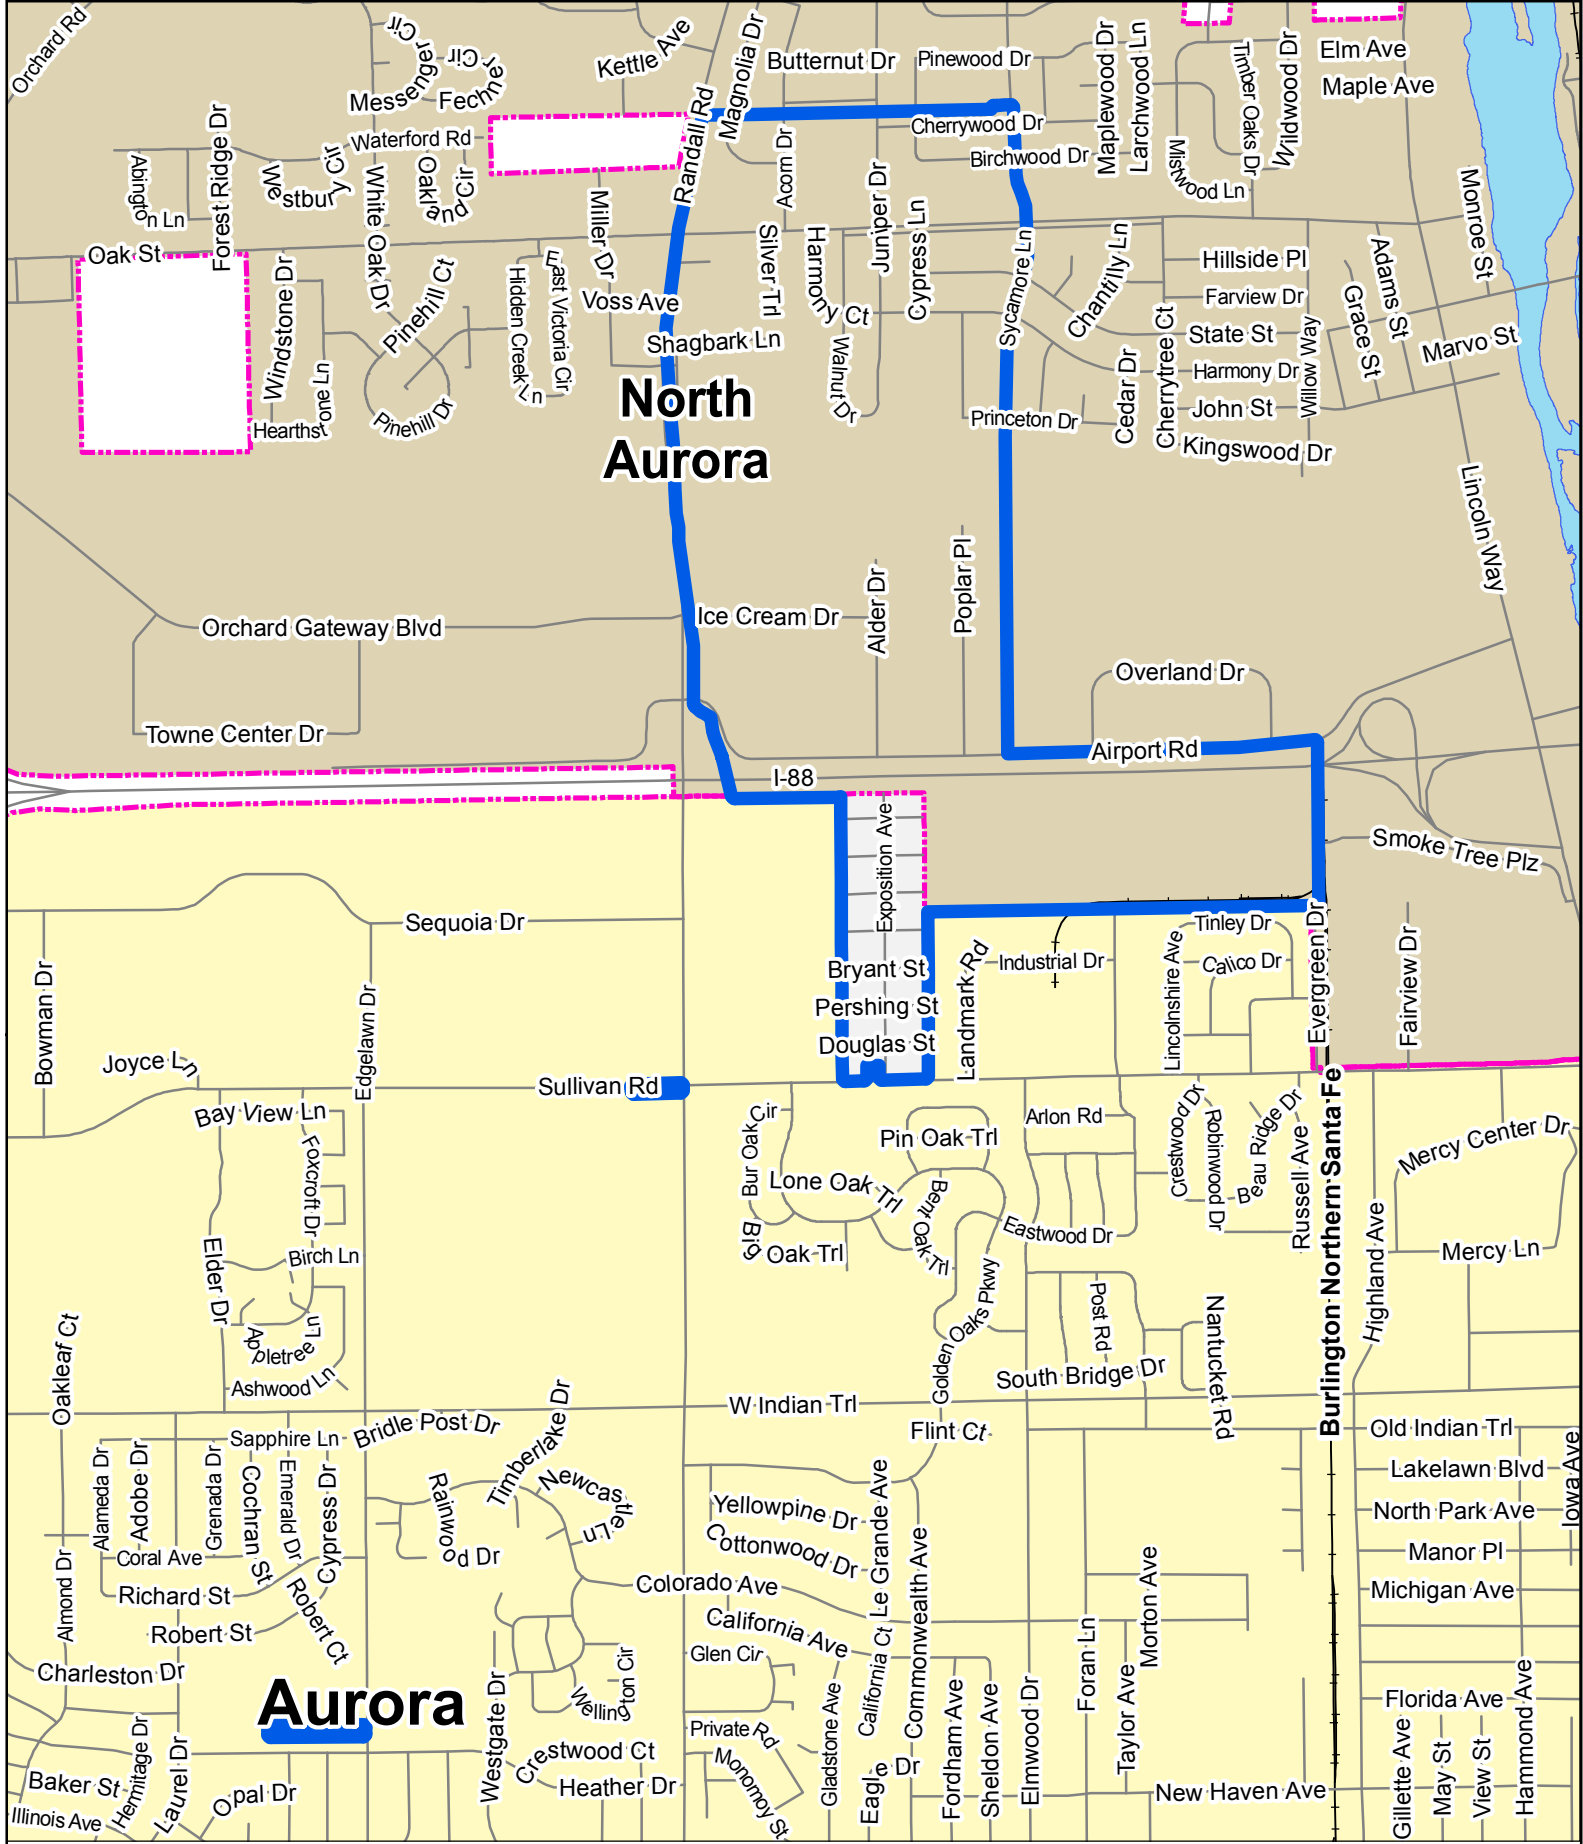 Orchard Rd
Messenger Cir
Fechner Cir
Kettle Ave
Magnolia Dr
Butternut Dr
Pinewood Dr
Maplewood Dr
Larchwood Ln
Timber Oaks Dr
Wildwood Dr
Elm Ave
Maple Ave
Randall Rd
Cherrywood Dr
Birchwood Dr
Mistwood Ln
Waterford Rd
Abington Ln
Forest Ridge Dr
Westbury Cir
White Oak Dr
Oakland Cir
Miller Dr
Acorn Dr
Juniper Dr
Cypress Ln
Monroe St
Oak St
Windstone Dr
Pinehill Ct
Hidden Creek Ln
East Victoria Cir
Voss Ave
Silver Trl
Harmony Ct
Sycamore Ln
Chantilly Ln
Hillside Pl
Farview Dr
Adams St
Grace St
Shagbark Ln
Walnut Dr
State St
Marvo St
Harmony Dr
Willow Way
Cedar Dr
Cherrytree Ct
John St
Kingswood Dr
Princeton Dr
Hearthstone Ln
Pinehill Dr
North
Aurora
Lincoln Way
Orchard Gateway Blvd
Ice Cream Dr
Alder Dr
Poplar Pl
Overland Dr
Towne Center Dr
Airport Rd
I-88
Exposition Ave
Smoke Tree Plz
Sequoia Dr
Tinley Dr
Bowman Dr
Edgelawn Dr
Bryant St
Pershing St
Douglas St
Landmark Rd
Industrial Dr
Lincolnshire Ave
Calico Dr
Evergreen Dr
Fairview Dr
Joyce Ln
Sullivan Rd
Bay View Ln
Foxcroft Dr
Bur Oak Cir
Pin Oak Trl
Arlon Rd
Crestwood Dr
Robinwood Dr
Beau Ridge Dr
Russell Ave
Burlington Northern Santa Fe
Mercy Center Dr
Lone Oak Trl
Bent Oak Trl
Big Oak Trl
Eastwood Dr
Elder Dr
Birch Ln
Highland Ave
Mercy Ln
Golden Oaks Pkwy
Post Rd
Nantucket Rd
Appletree Ln
Ashwood Ln
South Bridge Dr
Oakleaf Ct
W Indian Trl
Bridle Post Dr
Timberlake Dr
Flint Ct
Old Indian Trl
Sapphire Ln
Lakelawn Blvd
Iowa Ave
Alameda Dr
Adobe Dr
Grenada Dr
Cochran St
Emerald Dr
Cypress Dr
Rainwood Dr
Newcastle Ln
Yellowpine Dr
Cottonwood Dr
Le Grande Ave
Commonwealth Ave
North Park Ave
Manor Pl
Coral Ave
Almond Dr
Richard St
Colorado Ave
Michigan Ave
Robert St
Robert Ct
California Ave
Morton Ave
Glen Cir
California Ct
Charleston Dr
Aurora
Westgate Dr
Wellington Cir
Foran Ln
Taylor Ave
Florida Ave
Private Rd
Gladstone Ave
Fordham Ave
Sheldon Ave
Elmwood Dr
Hammond Ave
Crestwood Ct
Monomoy St
Eagle Dr
Baker St
Hermitage Dr
Laurel Dr
Opal Dr
Heather Dr
New Haven Ave
Gillette Ave
May St
View St
Illinois Ave